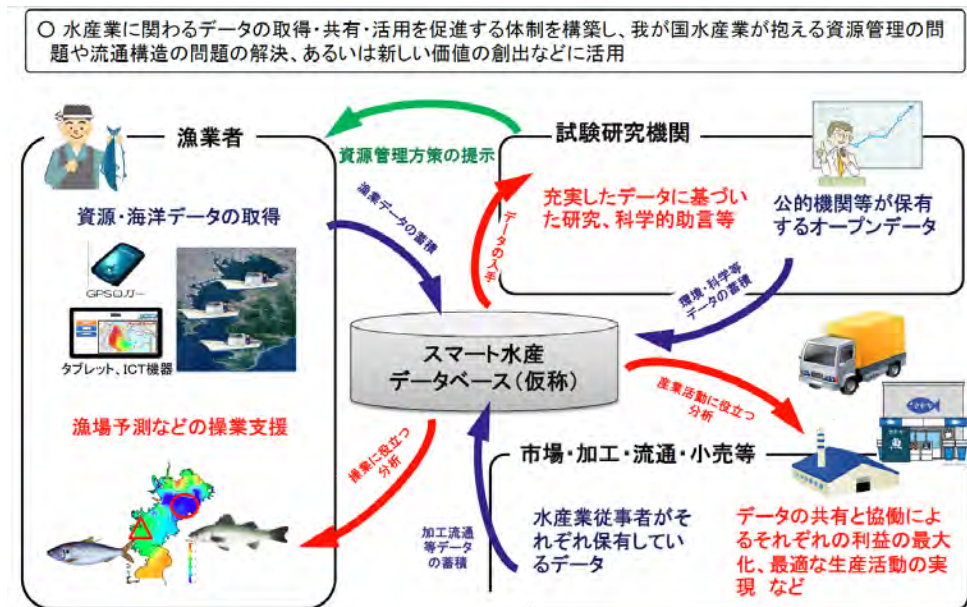 ○ 水産業に関わるデータの取得・共有・活用を促進する体制を構築し、我が国水産業が抱える資源管理の問
題や流通構造の問題の解決、あるいは新しい価値の創出などに活用
漁業者
資源・海洋データの取得
GPSロガー
タブレット、ICT機器
漁場予測などの操業支援
資源管理方策の提示
漁業データの蓄積
データの入手
試験研究機関
充実したデータに基づい
た研究、科学的助言等
公的機関等が保有
するオープンデータ
環境・科学等
データの蓄積
スマート水産
データベース（仮称）
産業活動に役立つ
分析
操業に役立つ
分析
加工流通
等データ
の蓄積
市場・加工・流通・小売等
水産業従事者がそ
れぞれ保有してい
るデータ
データの共有と協働によ
るそれぞれの利益の最大
化、最適な生産活動の実
現 など
魚